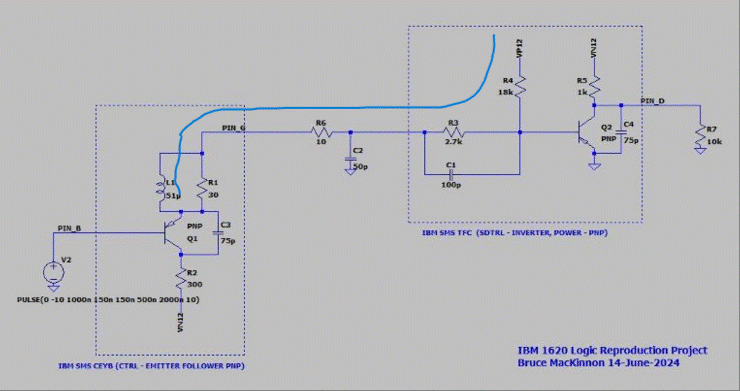 VP12
VN12
R4
18k
R5
1k
PIN_D
PIN_G
R6
10
R3
2.7k
Q2
PNP
C4
75p
R7
10k
C2
50p
C1
100p
L1
51µ
R1
30
IBM SMS TFC (SDTRL - INVERTER, POWER - PNP)
PIN_B
PNP
Q1
C3
75p
V2
R2
300
PULSE(0 -10 1000n 150n 150n 500n 2000n 10)
VN12
IBM 1620 Logic Reproduction Project
Bruce MacKinnon 14-June-2024
IBM SMS CEYB (CTRL - EMITTER FOLLOWER PNP)